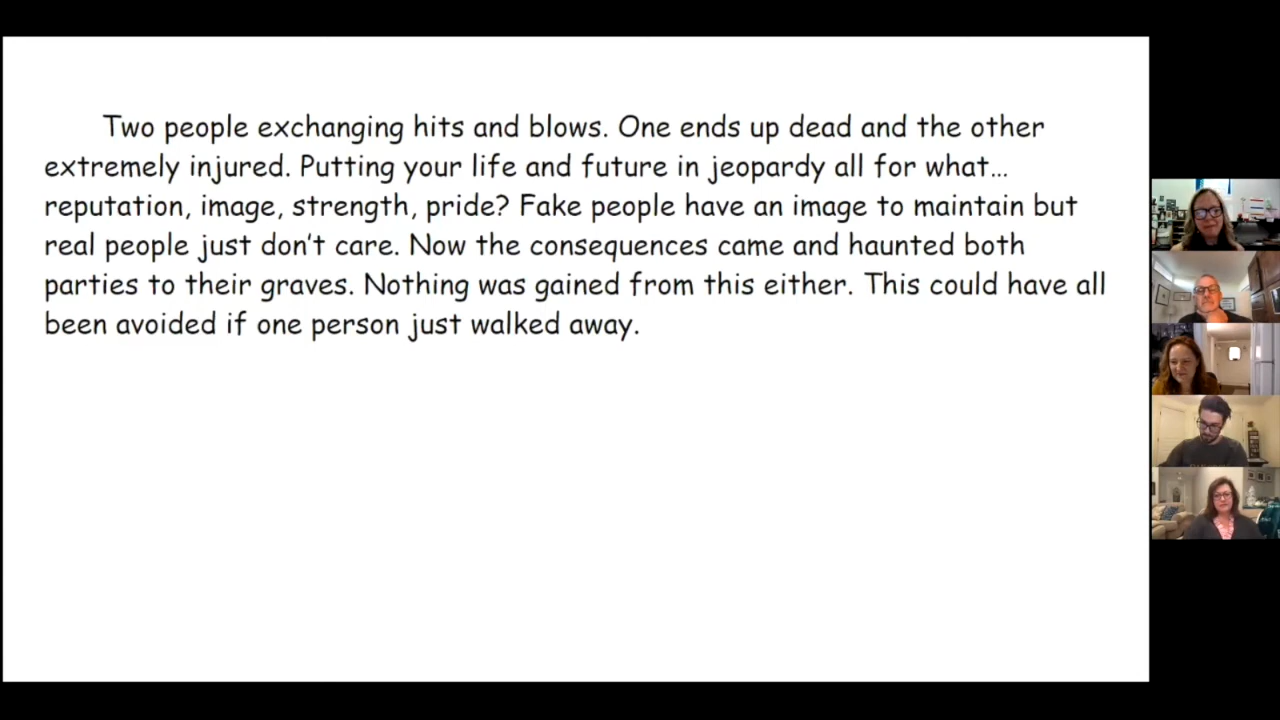 Two people exchanging hits and blows. One ends up dead and the other
extremely injured. Putting your life and future in jeopardy all for what…
reputation, image, strength, pride? Fake people have an image to maintain but
real people just don't care. Now the consequences came and haunted both
parties to their graves. Nothing was gained from this either. This could have all
been avoided if one person just walked away.